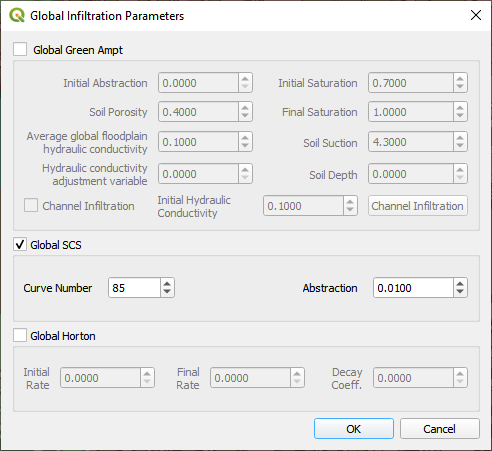 Global Infiltration Parameters
Global Green Ampt
Initial Abstraction 0.0000 Initial Saturation 0.7000
Soil Porosity 0.4000 Final Saturation 1.0000
Average global floodplain
hydraulic conductivity 0.1000 Soil Suction 4.3000
Hydraulic conductivity
adjustment variable 0.0000 Soil Depth 0.0000
Channel Infiltration Initial Hydraulic
Conductivity 0.1000 Channel Infiltration
Global SCS
Curve Number 85 Abstraction 0.0100
Global Horton
Initial
Rate 0.0000 Final
Rate 0.0000 Decay
Coeff. 0.0000
OK Cancel